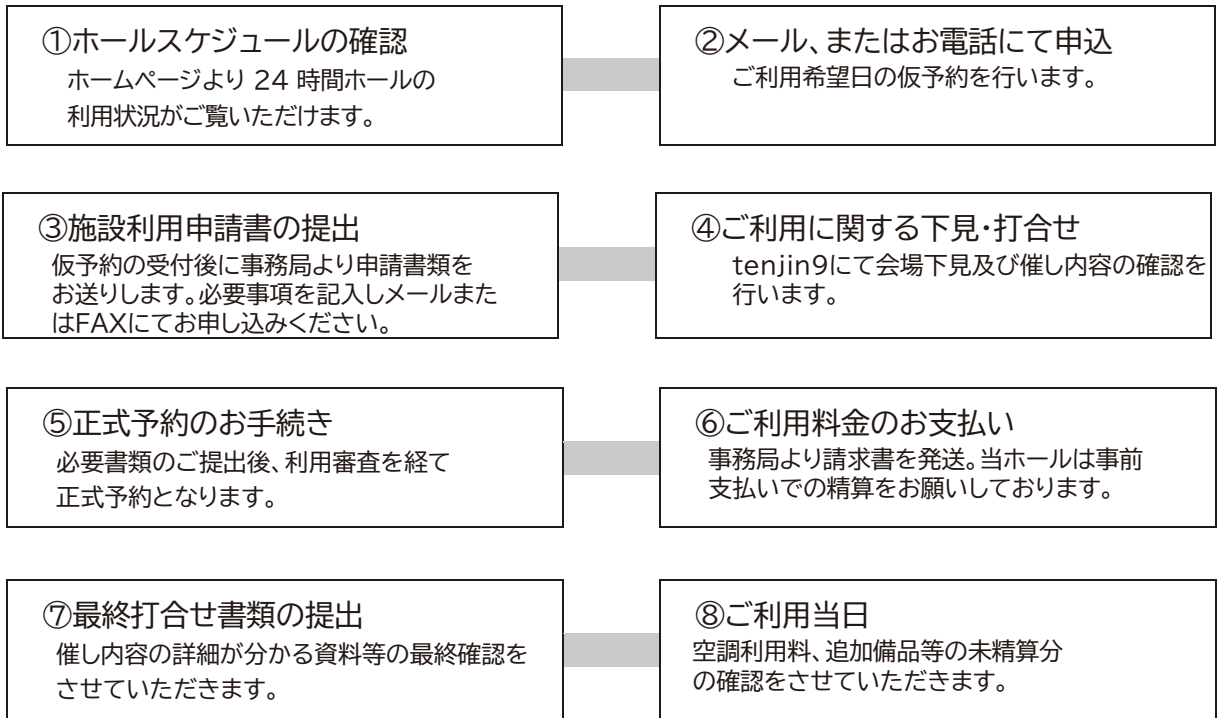 ①ホールスケジュールの確認
ホームページより 24 時間ホールの
利用状況がご覧いただけます。
②メール、またはお電話にて申込
ご利用希望日の仮予約を行います。
③施設利用申請書の提出
仮予約の受付後に事務局より申請書類を
お送りします。必要事項を記入しメールまた
はFAXにてお申し込みください。
④ご利用に関する下見・打合せ
tenjin9にて会場下見及び催し内容の確認を
行います。
⑤正式予約のお手続き
必要書類のご提出後、利用審査を経て
正式予約となります。
⑥ご利用料金のお支払い
事務局より請求書を発送。当ホールは事前
支払いでの精算をお願いしております。
⑦最終打合せ書類の提出
催し内容の詳細が分かる資料等の最終確認を
させていただきます。
⑧ご利用当日
空調利用料、追加備品等の未精算分
の確認をさせていただきます。